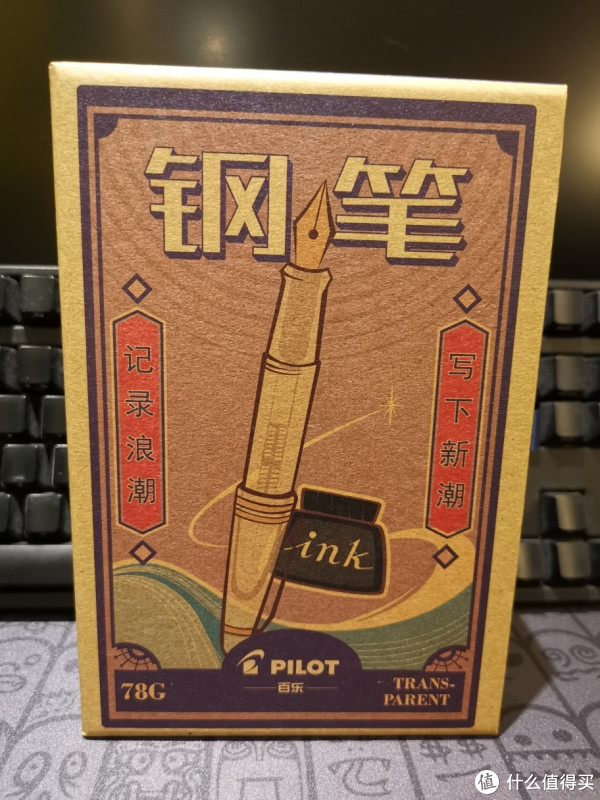 钢笔
记录浪潮
写下新潮
ink
PILOT
百乐
78G
TRANS-
PARENT
值 什么值得买